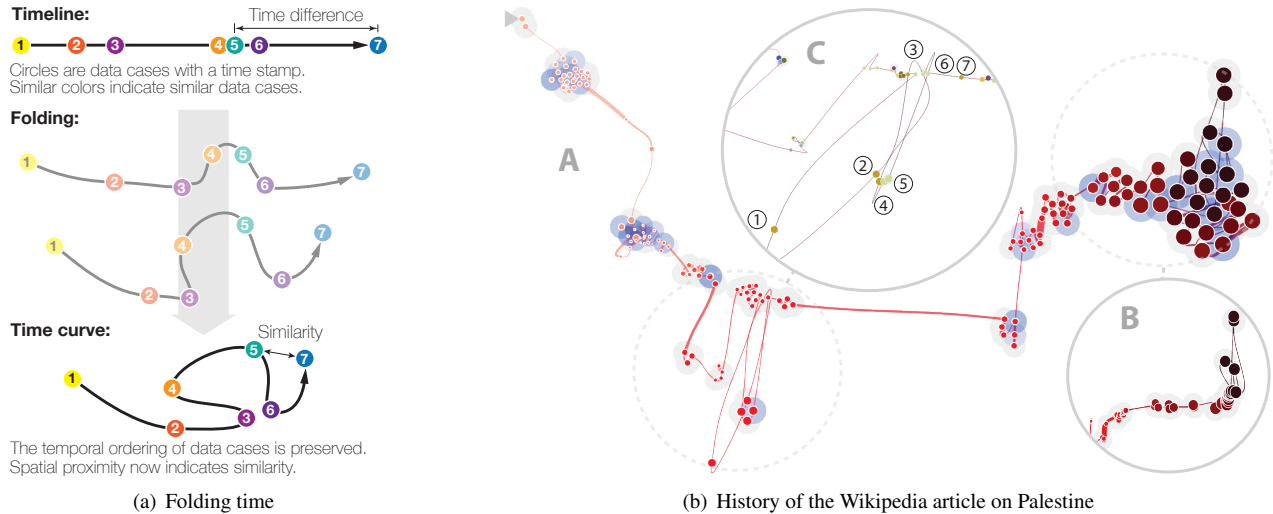 Timeline:
Time difference
1 2 3 4 5 6 7
Circles are data cases with a time stamp.
Similar colors indicate similar data cases.
Folding:
1 2 3 4 5 6 7
1 2 3 4 5 6 7
Time curve:
Similarity
1 2 3 4 5 6 7
The temporal ordering of data cases is preserved.
Spatial proximity now indicates similarity.
(a) Folding time
A
C
3
6 7
2
5
4
1
B
(b) History of the Wikipedia article on Palestine